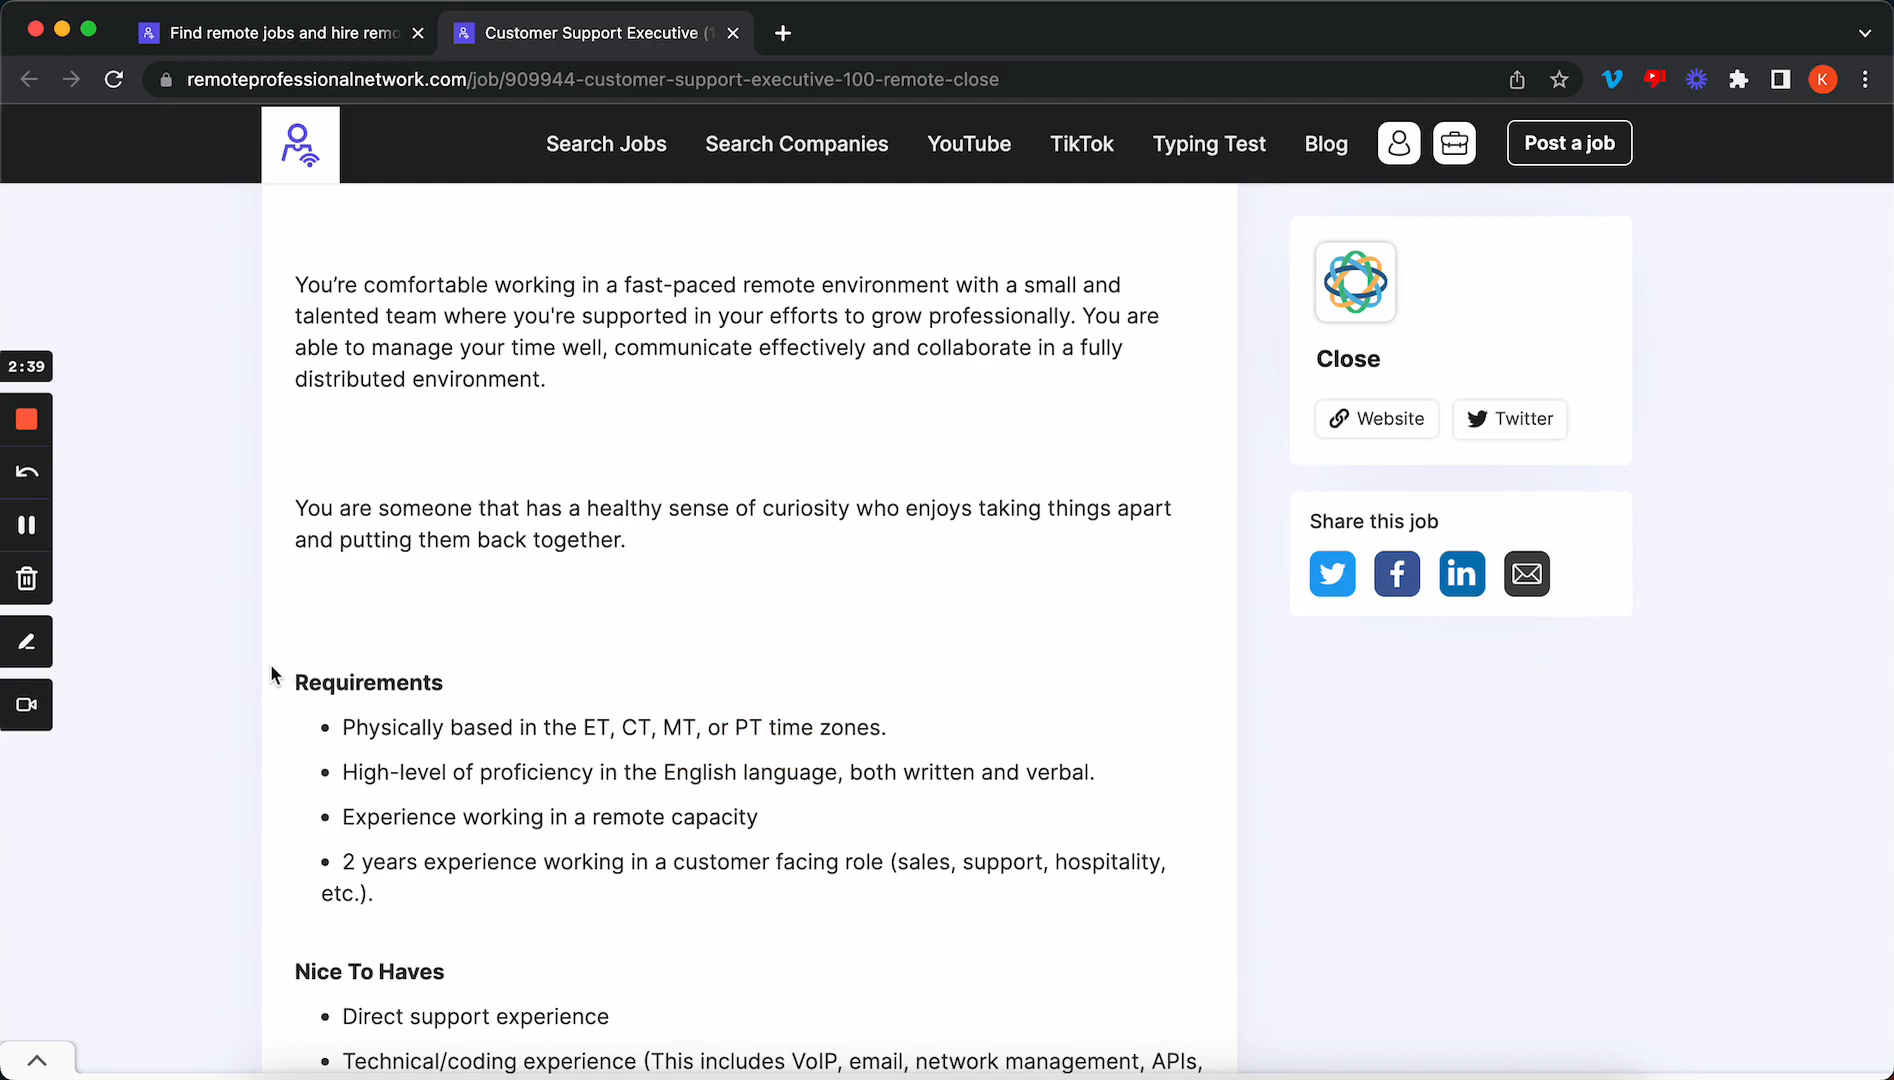 Find remote jobs and hire remo
Customer Support Executive (1
remoteprofessionalnetwork.com/job/909944-customer-support-executive-100-remote-close
K
Search Jobs
Search Companies
YouTube
TikTok
Typing Test
Blog
Post a job
You’re comfortable working in a fast-paced remote environment with a small and
talented team where you're supported in your efforts to grow professionally. You are
able to manage your time well, communicate effectively and collaborate in a fully
distributed environment.
You are someone that has a healthy sense of curiosity who enjoys taking things apart
and putting them back together.
Requirements
• Physically based in the ET, CT, MT, or PT time zones.
• High-level of proficiency in the English language, both written and verbal.
• Experience working in a remote capacity
• 2 years experience working in a customer facing role (sales, support, hospitality,
etc.).
Nice To Haves
• Direct support experience
• Technical/coding experience (This includes VoIP, email, network management, APIs,
Close
Website
Twitter
Share this job
2:39